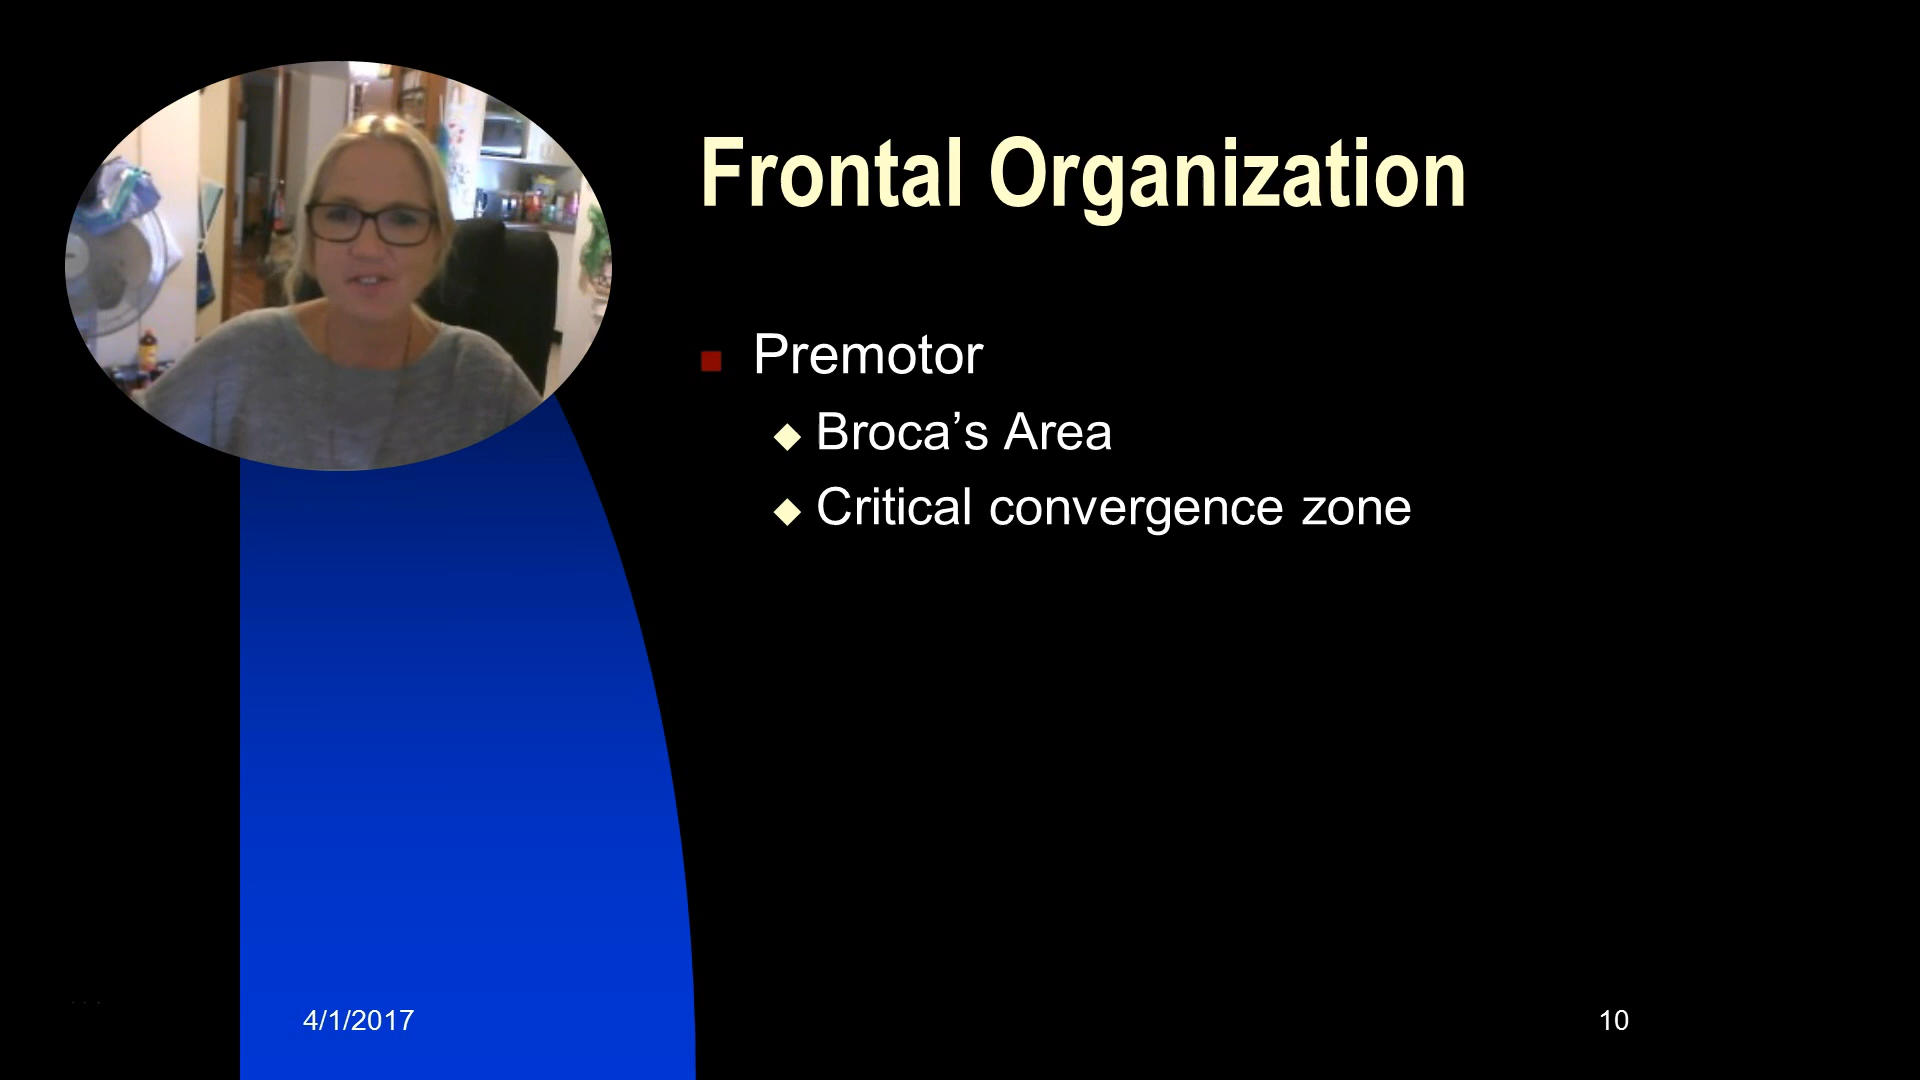 Frontal Organization
Premotor
Broca’s Area
Critical convergence zone
4/1/2017
10